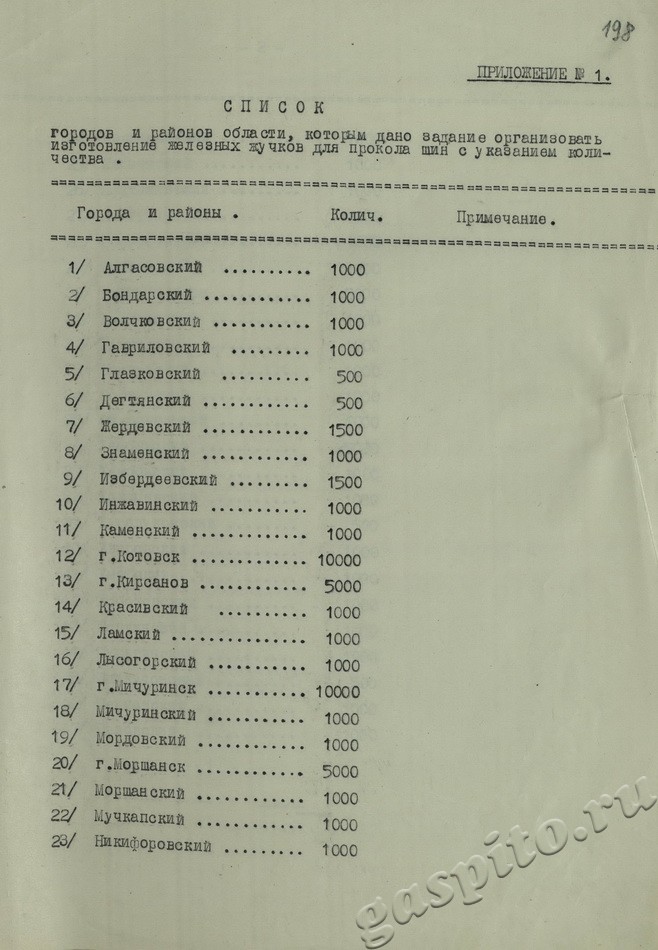 198
ПРИЛОЖЕНИЕ № 1.
С П И С О К
городов и районов области, которым дано задание организовать
изготовление железных жучков для прокола шин с указанием коли-
чества .
Города и районы . Колич. Примечание.
1/ Алгасовский .......... 1000
2/ Бондарский ............ 1000
3/ Волчковский ........... 1000
4/ Гавриловский ......... 1000
5/ Глазковский .......... 500
6/ Дегтянский ............ 500
7/ Жердевский ............ 1500
8/ Знаменский ............ 1000
9/ Избердеевский ......... 1500
10/ Инжавинский ........... 1000
11/ Каменский ............. 1000
12/ г.Котовск ............. 10000
13/ г.Кирсанов ............ 5000
14/ Красивский .......... 1000
15/ Ламский ............... 1000
16/ Лысогорский ........... 1000
17/ г.Мичуринск ........... 10000
18/ Мичуринский ........... 1000
19/ Мордовский ............ 1000
20/ г.Моршанск ............ 5000
21/ Моршанский ............ 1000
22/ Мучкапский ............ 1000
23/ Никифоровский ......... 1000
gaspito.ru